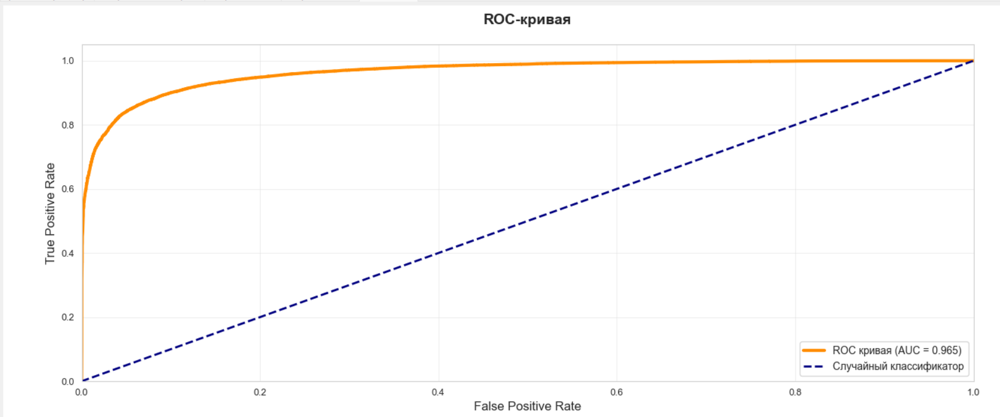 ROC-кривая
1.0
0.8
0.6
0.4
0.2
0.0
True Positive Rate
ROC кривая (AUC = 0.965)
Случайный классификатор
0.0 0.2 0.4 0.6 0.8 1.0
False Positive Rate